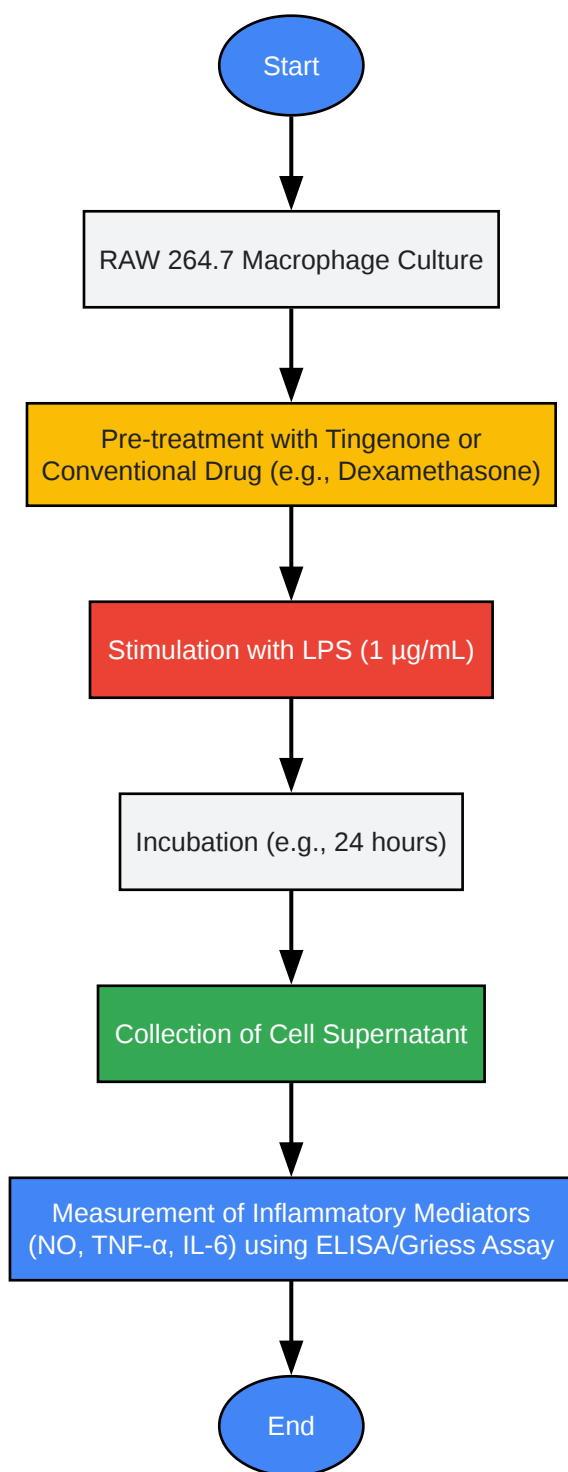 Start
RAW 264.7 Macrophage Culture
Pre-treatment with Tingenone or
Conventional Drug (e.g., Dexamethasone)
Stimulation with LPS (1 µg/mL)
Incubation (e.g., 24 hours)
Collection of Cell Supernatant
Measurement of Inflammatory Mediators
(NO, TNF-α, IL-6) using ELISA/Griess Assay
End